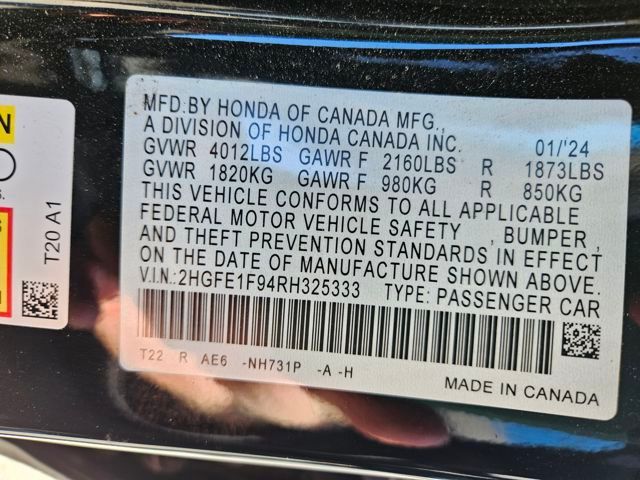 MFD.BY HONDA OF CANADA MFG.,
A DIVISION OF HONDA CANADA INC. 01/'24
GVWR 4012LBS GAWR F 2160LBS R 1873LBS
GVWR 1820KG GAWR F 980KG R 850KG
THIS VEHICLE CONFORMS TO ALL APPLICABLE
FEDERAL MOTOR VEHICLE SAFETY , BUMPER ,
AND THEFT PREVENTION STANDARDS IN EFFECT
ON THE DATE OF MANUFACTURE SHOWN ABOVE.
V.I.N.:2HGFE1F94RH325333 TYPE: PASSENGER CAR
T22 R AE6 -NH731P -A -H
MADE IN CANADA
N
T20 A1